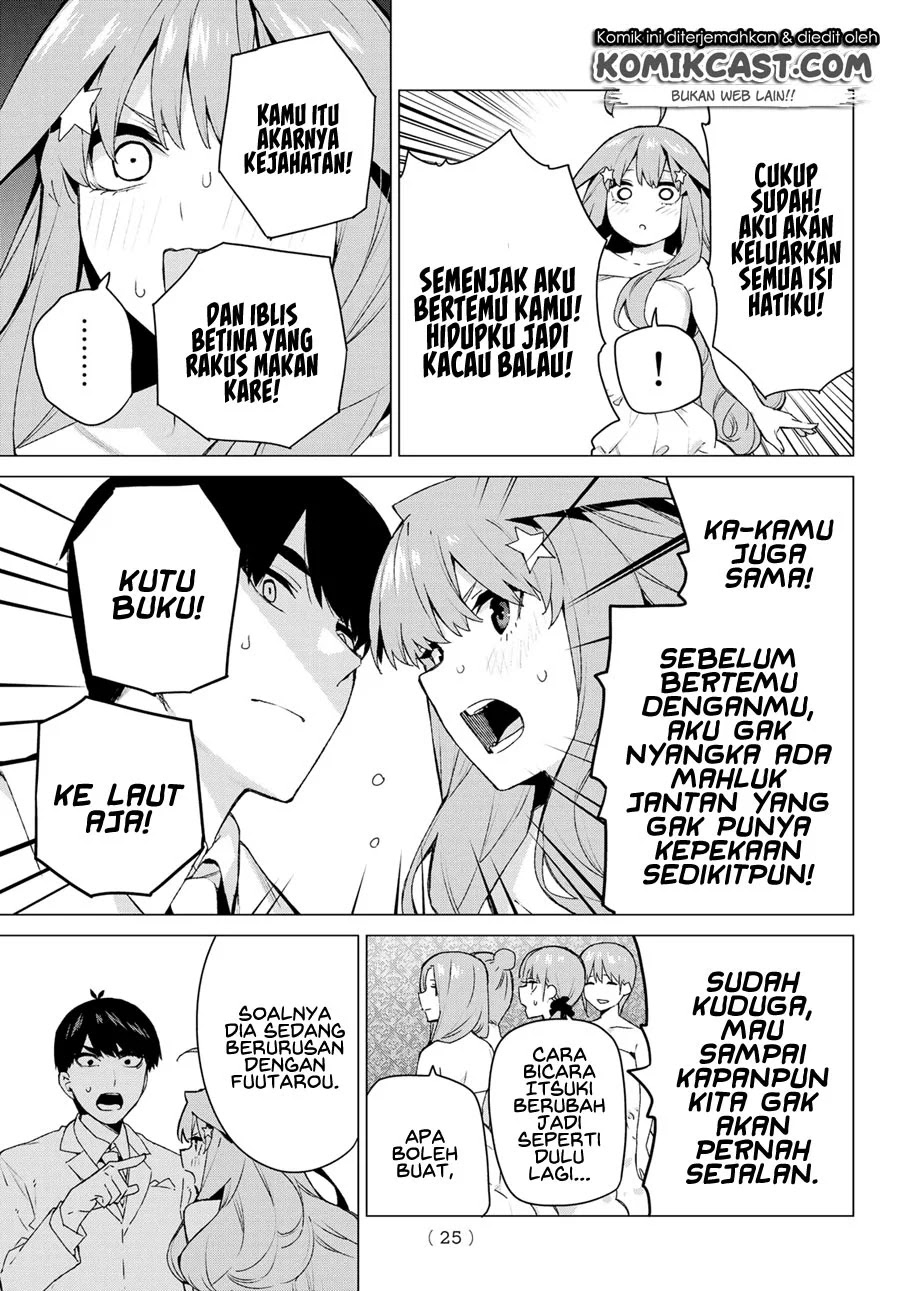 Komik ini diterjemahkan & diedit oleh
KOMIKCAST.COM
BUKAN WEB LAIN!!
CUKUP
SUDAH!
AKU AKAN
KELUARKAN
SEMUA ISI
HATIKU!
!
SEMENJAK AKU
BERTEMU KAMU!
HIDUPKU JADI
KACAU BALAU!
KAMU ITU
AKARNYA
KEJAHATAN!
DAN IBLIS
BETINA YANG
RAKUS MAKAN
KARE!
......
KA-KAMU
JUGA
SAMA!
SEBELUM
BERTEMU
DENGANMU,
AKU GAK
NYANGKA ADA
MAHLUK
JANTAN YANG
GAK PUNYA
KEPEKAAN
SEDIKITPUN!
KUTU
BUKU!
KE LAUT
AJA!
SUDAH
KUDUGA,
MAU
SAMPAI
KAPANPUN
KITA GAK
AKAN
PERNAH
SEJALAN.
CARA
BICARA
ITSUKI
BERUBAH
JADI
SEPERTI
DULU
LAGI...
APA
BOLEH
BUAT,
SOALNYA
DIA SEDANG
BERURUSAN
DENGAN
FUUTAROU.
( 25 )